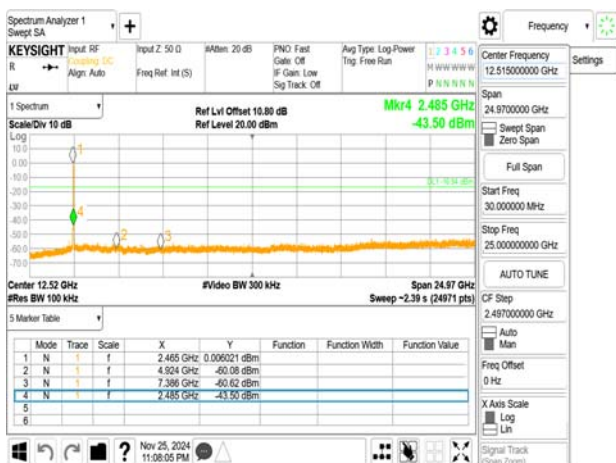 Spectrum Analyzer 1
Swept SA
Frequency
KEYSIGHT Input: RF Input Z: 50 Ω #Atten: 20 dB PNO: Fast Avg Type: Log-Power 1 2 3 4 5 6
R Coupling: DC Gate: Off Trig: Free Run M W W W W W
Align: Auto Freq Ref: Int (S) IF Gain: Low
Sig Track: Off P N N N N N
LW
1 Spectrum
Ref Lvl Offset 10.80 dB Mkr4 2.485 GHz
Scale/Div 10 dB Ref Level 20.00 dBm -43.50 dBm
Log
10.0
0.00
-10.0
-20.0
-30.0
-40.0
-50.0
-60.0
-70.0
1
4
2
3
Center 12.52 GHz #Video BW 300 kHz Span 24.97 GHz
#Res BW 100 kHz Sweep ~2.39 s (24971 pts)
5 Marker Table
Mode Trace Scale X Y Function Function Width Function Value
1 N 1 f 2.465 GHz 0.006021 dBm
2 N 1 f 4.924 GHz -60.08 dBm
3 N 1 f 7.386 GHz -60.62 dBm
4 N 1 f 2.485 GHz -43.50 dBm
5
6
Nov 25, 2024
11:08:05 PM
Center Frequency
12.515000000 GHz
Settings
Span
24.9700000 GHz
Swept Span
Zero Span
Full Span
Start Freq
30.000000 MHz
Stop Freq
25.000000000 GHz
AUTO TUNE
CF Step
2.497000000 GHz
Auto
Man
Freq Offset
0 Hz
X Axis Scale
Log
Lin
Signal Track
(Span Zoom)